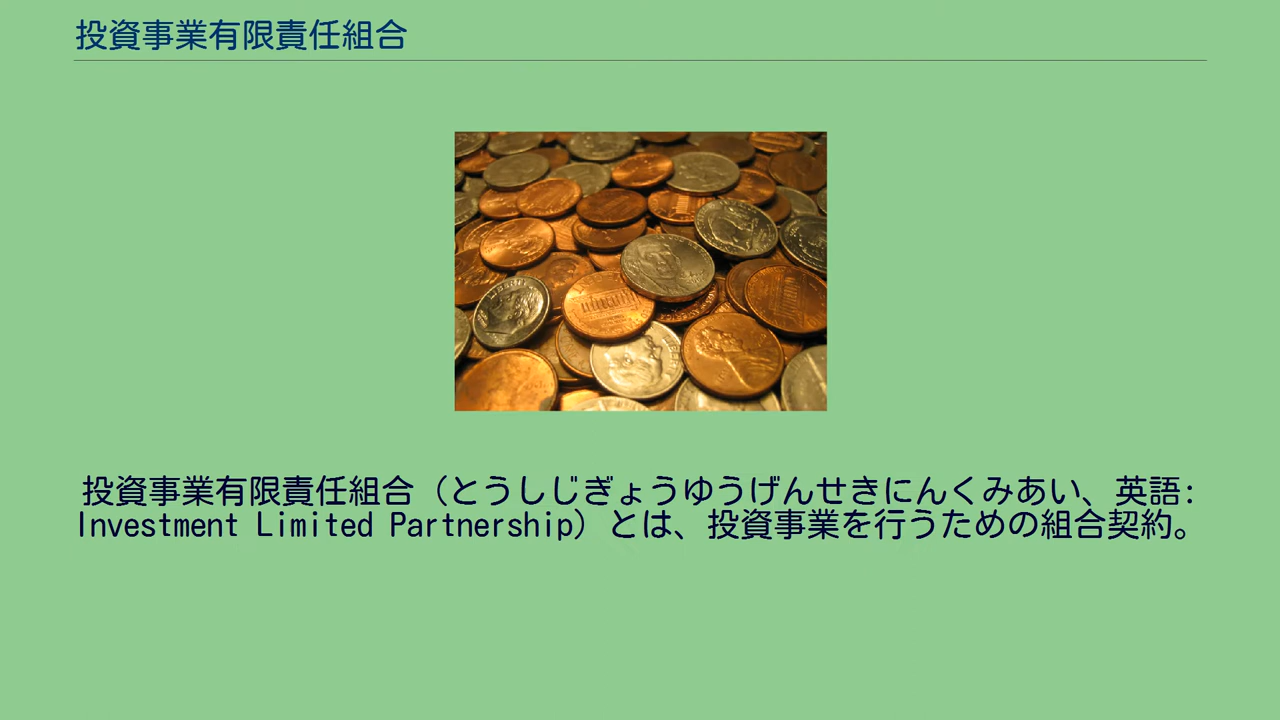 投資事業有限責任組合
投資事業有限責任組合（とうしじぎょうゆうげんせきにんくみあい、英語:
Investment Limited Partnership）とは、投資事業を行うための組合契約。